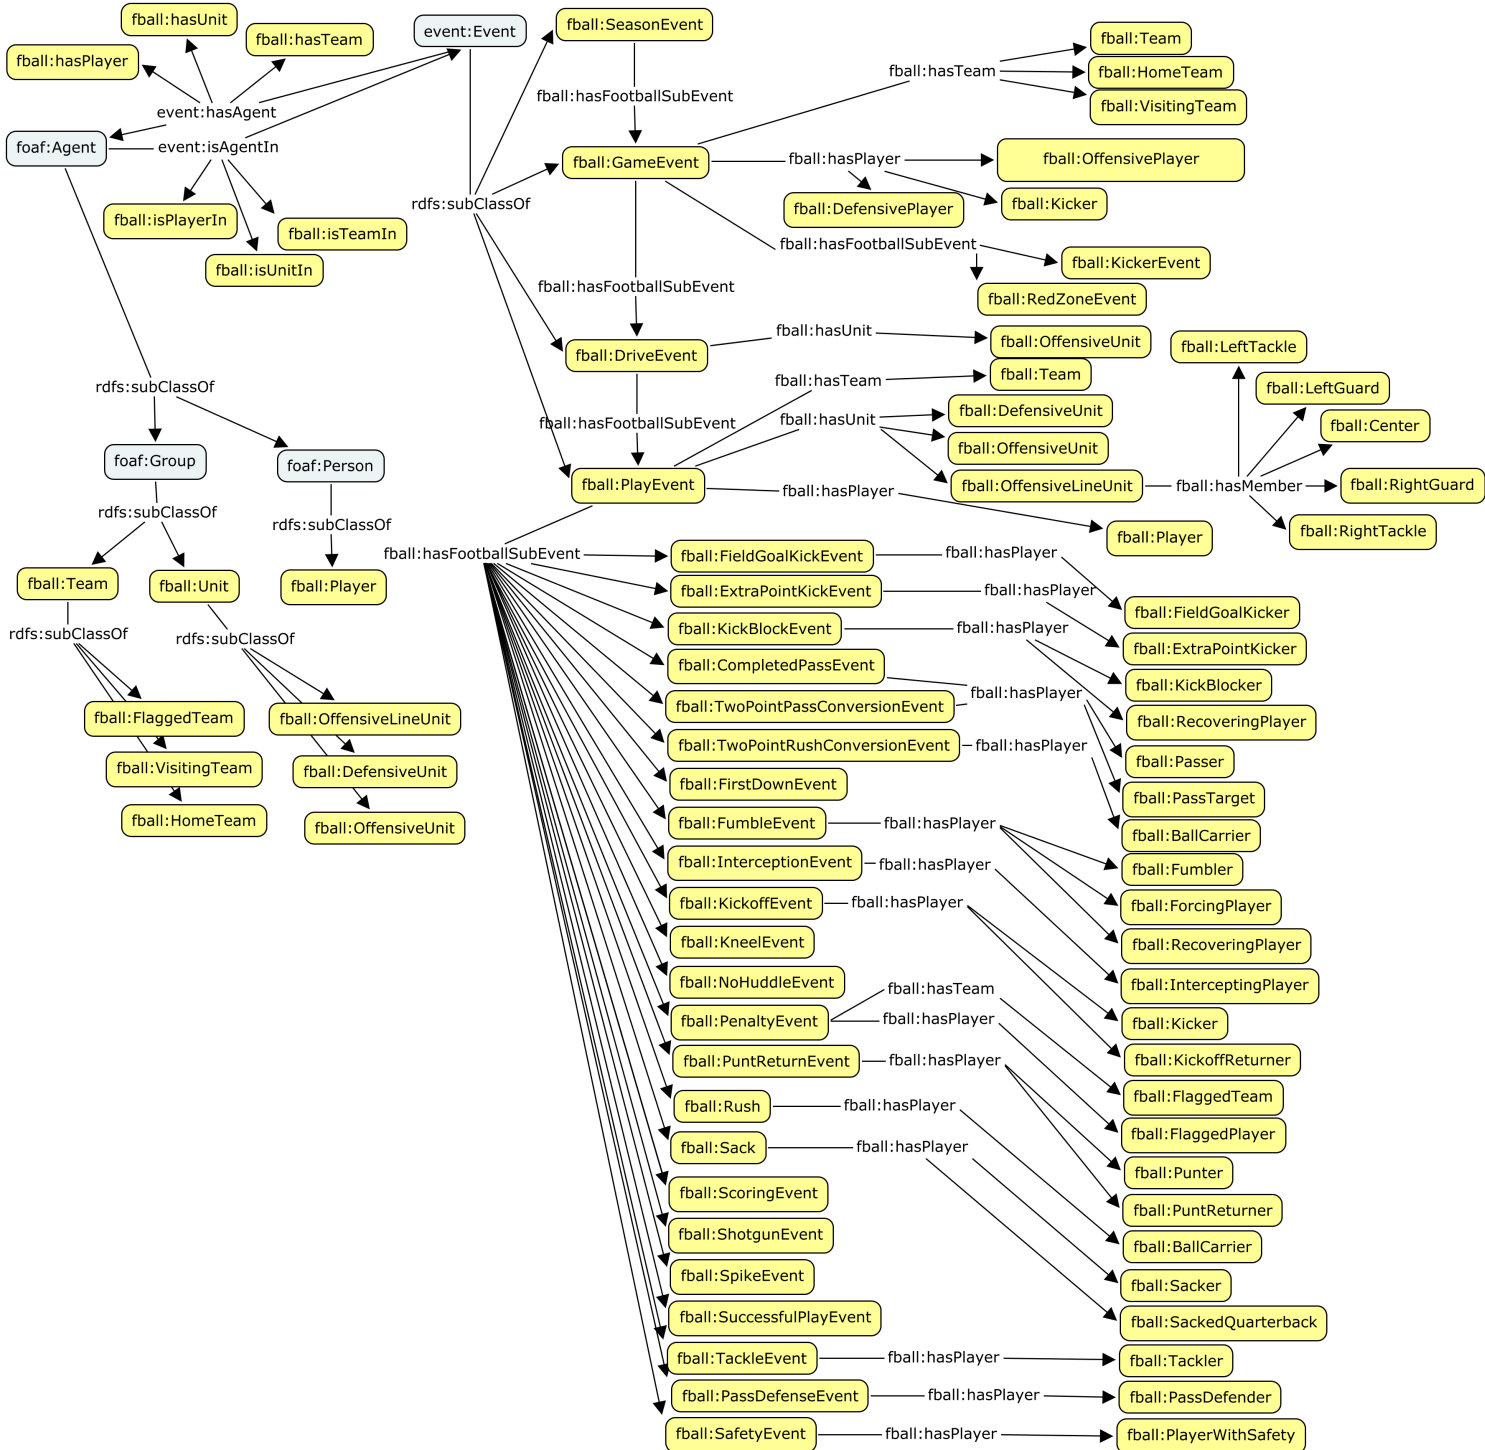 fball:hasUnit
fball:hasTeam
fball:hasPlayer
event:hasAgent
foaf:Agent
event:isAgentIn
fball:isPlayerIn
fball:isTeamIn
fball:isUnitIn
rdfs:subClassOf
foaf:Group
foaf:Person
rdfs:subClassOf
rdfs:subClassOf
fball:Team
fball:Unit
fball:Player
rdfs:subClassOf
rdfs:subClassOf
fball:FlaggedTeam
fball:VisitingTeam
fball:HomeTeam
fball:OffensiveLineUnit
fball:DefensiveUnit
fball:OffensiveUnit
event:Event
rdfs:subClassOf
fball:SeasonEvent
fball:hasFootballSubEvent
fball:GameEvent
fball:hasTeam
fball:Team
fball:HomeTeam
fball:VisitingTeam
fball:hasPlayer
fball:OffensivePlayer
fball:DefensivePlayer
fball:Kicker
fball:hasFootballSubEvent
fball:KickerEvent
fball:RedZoneEvent
fball:hasFootballSubEvent
fball:DriveEvent
fball:hasUnit
fball:OffensiveUnit
fball:hasFootballSubEvent
fball:PlayEvent
fball:hasTeam
fball:Team
fball:hasUnit
fball:DefensiveUnit
fball:OffensiveUnit
fball:OffensiveLineUnit
fball:hasMember
fball:LeftTackle
fball:LeftGuard
fball:Center
fball:RightGuard
fball:RightTackle
fball:hasPlayer
fball:Player
fball:hasFootballSubEvent
fball:FieldGoalKickEvent
fball:hasPlayer
fball:ExtraPointKickEvent
fball:hasPlayer
fball:FieldGoalKicker
fball:KickBlockEvent
fball:hasPlayer
fball:ExtraPointKicker
fball:CompletedPassEvent
fball:hasPlayer
fball:KickBlocker
fball:TwoPointPassConversionEvent
fball:RecoveringPlayer
fball:TwoPointRushConversionEvent
fball:hasPlayer
fball:Passer
fball:FirstDownEvent
fball:PassTarget
fball:FumbleEvent
fball:hasPlayer
fball:BallCarrier
fball:InterceptionEvent
fball:hasPlayer
fball:Fumbler
fball:KickoffEvent
fball:hasPlayer
fball:ForcingPlayer
fball:KneelEvent
fball:RecoveringPlayer
fball:NoHuddleEvent
fball:hasTeam
fball:InterceptingPlayer
fball:PenaltyEvent
fball:hasPlayer
fball:Kicker
fball:PuntReturnEvent
fball:hasPlayer
fball:KickoffReturner
fball:Rush
fball:hasPlayer
fball:FlaggedTeam
fball:Sack
fball:hasPlayer
fball:FlaggedPlayer
fball:Punter
fball:ScoringEvent
fball:PuntReturner
fball:ShotgunEvent
fball:BallCarrier
fball:SpikeEvent
fball:Sacker
fball:SuccessfulPlayEvent
fball:SackedQuarterback
fball:TackleEvent
fball:hasPlayer
fball:Tackler
fball:PassDefenseEvent
fball:hasPlayer
fball:PassDefender
fball:SafetyEvent
fball:hasPlayer
fball:PlayerWithSafety